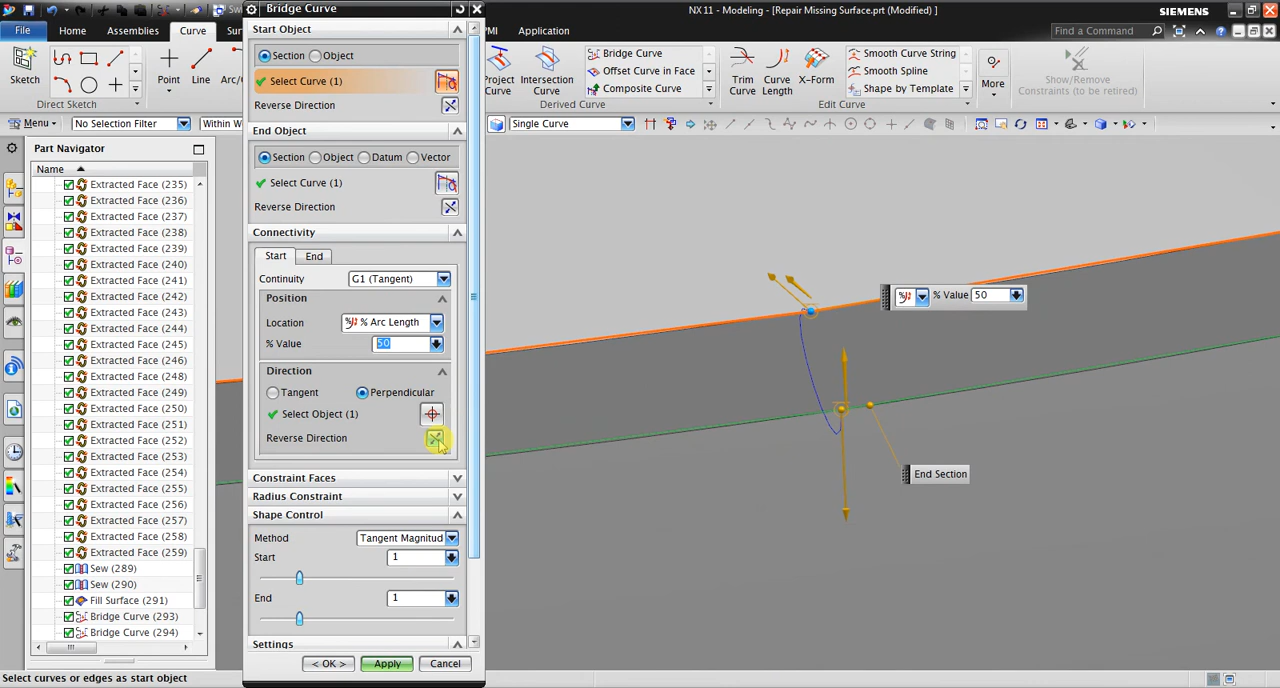 Bridge Curve
NX 11 - Modeling - [Repair Missing Surface.prt (Modified) ]
SIEMENS
File
Home
Assemblies
Curve
PMI
Application
Find a Command
Sketch
Direct Sketch
Point
Line
Project Curve
Intersection Curve
Bridge Curve
Offset Curve in Face
Composite Curve
Derived Curve
Trim Curve
Curve Length
X-Form
Smooth Curve String
Smooth Spline
Shape by Template
Edit Curve
More
Show/Remove Constraints (to be retired)
Menu
No Selection Filter
Within W
Single Curve
Part Navigator
Name
Extracted Face (235)
Extracted Face (236)
Extracted Face (237)
Extracted Face (238)
Extracted Face (239)
Extracted Face (240)
Extracted Face (241)
Extracted Face (242)
Extracted Face (243)
Extracted Face (244)
Extracted Face (245)
Extracted Face (246)
Extracted Face (248)
Extracted Face (249)
Extracted Face (250)
Extracted Face (251)
Extracted Face (252)
Extracted Face (253)
Extracted Face (254)
Extracted Face (255)
Extracted Face (256)
Extracted Face (257)
Extracted Face (258)
Extracted Face (259)
Sew (289)
Sew (290)
Fill Surface (291)
Bridge Curve (293)
Bridge Curve (294)
Start Object
Section Object
Select Curve (1)
Reverse Direction
End Object
Section Object Datum Vector
Select Curve (1)
Reverse Direction
Connectivity
Start End
Continuity G1 (Tangent)
Position
Location % Arc Length
% Value 50
Direction
Tangent Perpendicular
Select Object (1)
Reverse Direction
Constraint Faces
Radius Constraint
Shape Control
Method Tangent Magnitud
Start 1
End 1
Settings
< OK > Apply Cancel
% Value 50
End Section
Select curves or edges as start object